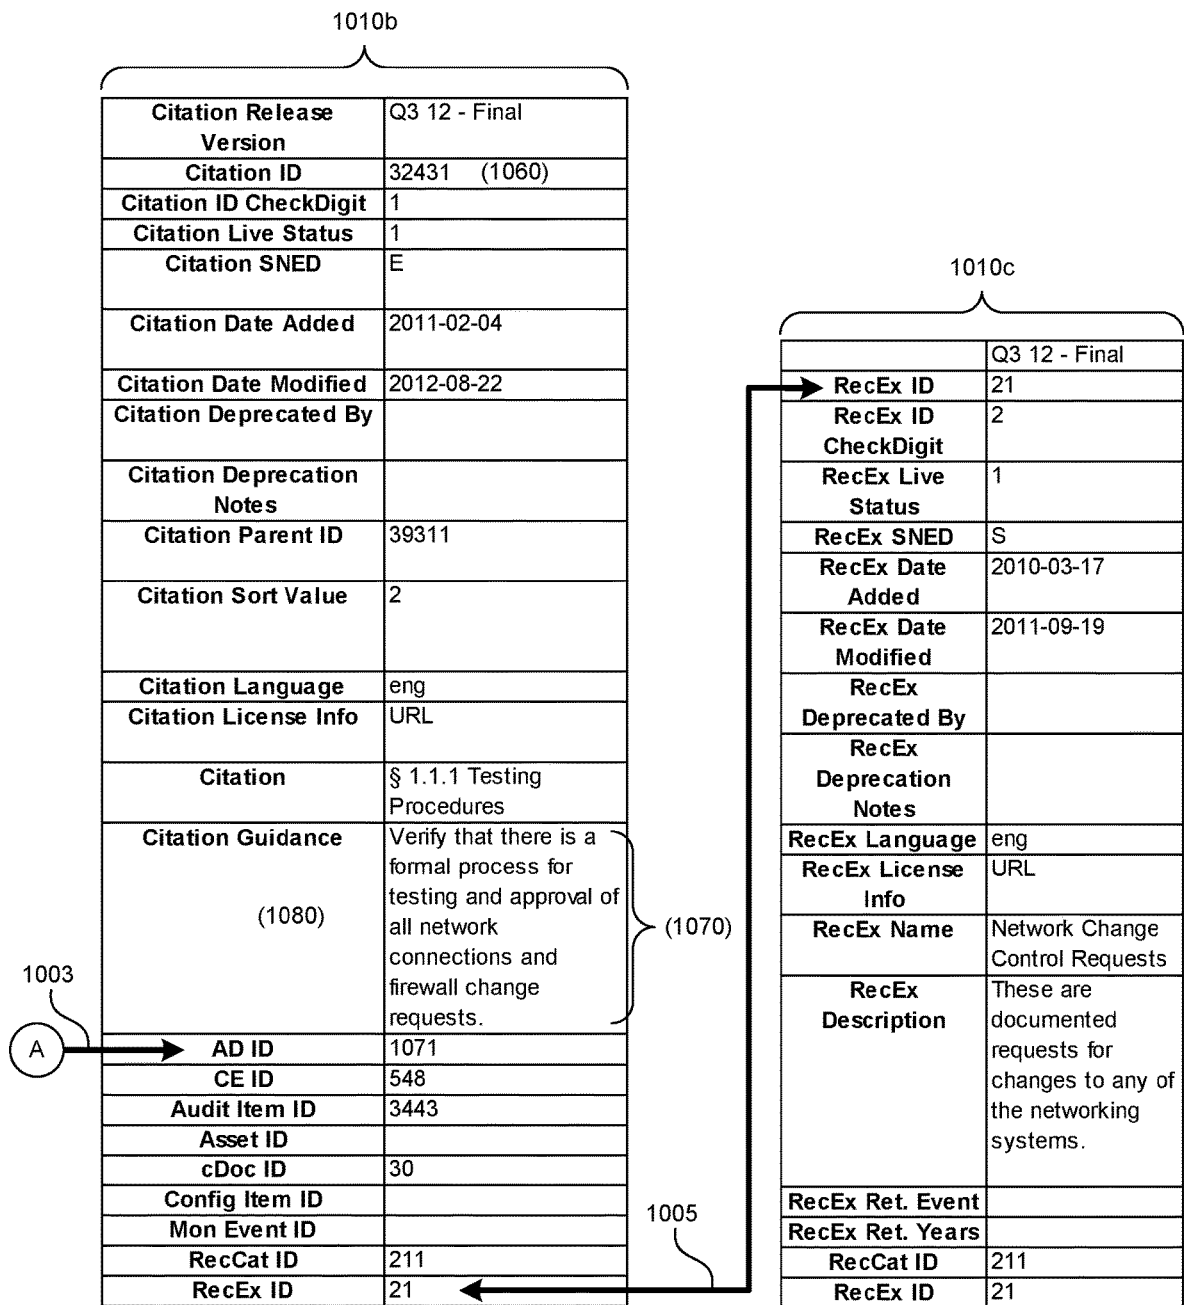 1010b
Citation Release Version Q3 12 - Final
Citation ID 32431 (1060)
Citation ID CheckDigit 1
Citation Live Status 1
Citation SNED E
Citation Date Added 2011-02-04
Citation Date Modified 2012-08-22
Citation Deprecated By
Citation Deprecation
Notes
Citation Parent ID 39311
Citation Sort Value 2
Citation Language eng
Citation License Info URL
Citation § 1.1.1 Testing
Procedures
Citation Guidance Verify that there is a
formal process for
testing and approval of
(1080)
all network
connections and
firewall change
requests.
(1070)
1003
A
AD ID 1071
CE ID 548
Audit Item ID 3443
Asset ID
cDoc ID 30
Config Item ID
Mon Event ID
RecCat ID 211
RecEx ID 21
1005
1010c
Q3 12 - Final
RecEx ID 21
RecEx ID 2
CheckDigit
RecEx Live 1
Status
RecEx SNED S
RecEx Date 2010-03-17
Added
RecEx Date 2011-09-19
Modified
RecEx
Deprecated By
RecEx
Deprecation
Notes
RecEx Language eng
RecEx License URL
Info
RecEx Name Network Change
Control Requests
RecEx These are
Description documented
requests for
changes to any of
the networking
systems.
RecEx Ret. Event
RecEx Ret. Years
RecCat ID 211
RecEx ID 21